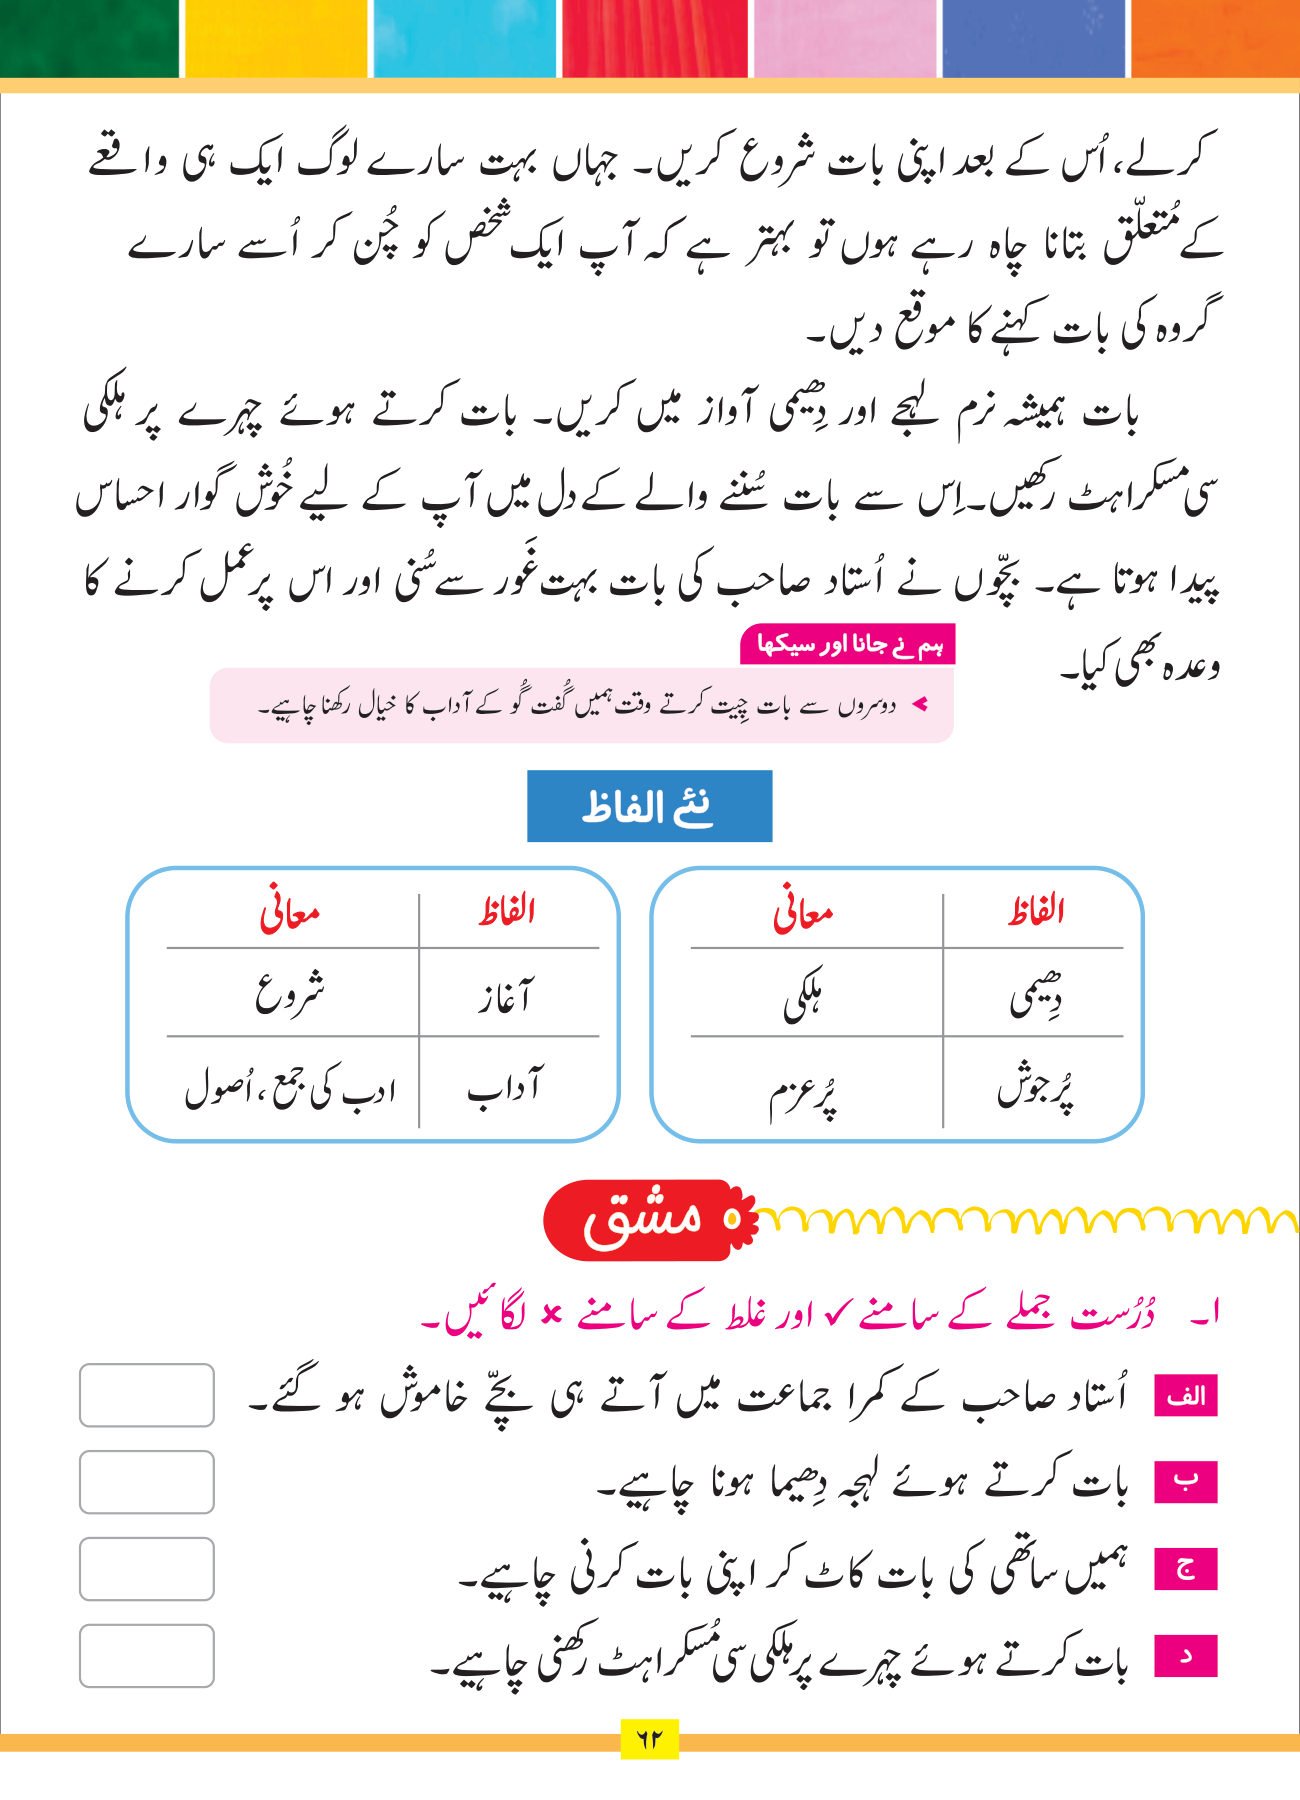 کرلے، اُس کے بعد اپنی بات شروع کریں۔ جہاں بہت سارے لوگ ایک ہی واقعے
کے مُتعلّق بتانا چاہ رہے ہوں تو بہتر ہے کہ آپ ایک شخص کو چُن کر اُسے سارے
گروہ کی بات کہنے کا موقع دیں۔
بات ہمیشہ نرم لہجے اور دِھیمی آواز میں کریں۔ بات کرتے ہوئے چہرے پر ہلکی
سی مسکراہٹ رکھیں۔ اِس سے بات سُننے والے کے دل میں آپ کے لیے خُوش گوار احساس
پیدا ہوتا ہے۔ بچّوں نے اُستاد صاحب کی بات بہت غَور سے سُنی اور اس پر عمل کرنے کا
وعدہ بھی کیا۔
ہم نے جانا اور سیکھا
دوسروں سے بات چِیت کرتے وقت ہمیں گُفت گُو کے آداب کا خیال رکھنا چاہیے۔
نئے الفاظ
الفاظ معانی
دِھیمی ہلکی
پُرجوش پُرعزم
الفاظ معانی
آغاز شروع
آداب ادب کی جمع، اُصول
مشق
۱۔ دُرُست جملے کے سامنے ✓ اور غلط کے سامنے ✗ لگائیں۔
الف اُستاد صاحب کے کمرا جماعت میں آتے ہی بچّے خاموش ہو گئے۔
ب بات کرتے ہوئے لہجہ دِھیما ہونا چاہیے۔
ج ہمیں ساتھی کی بات کاٹ کر اپنی بات کرنی چاہیے۔
د بات کرتے ہوئے چہرے پر ہلکی سی مُسکراہٹ رکھنی چاہیے۔
۶۲